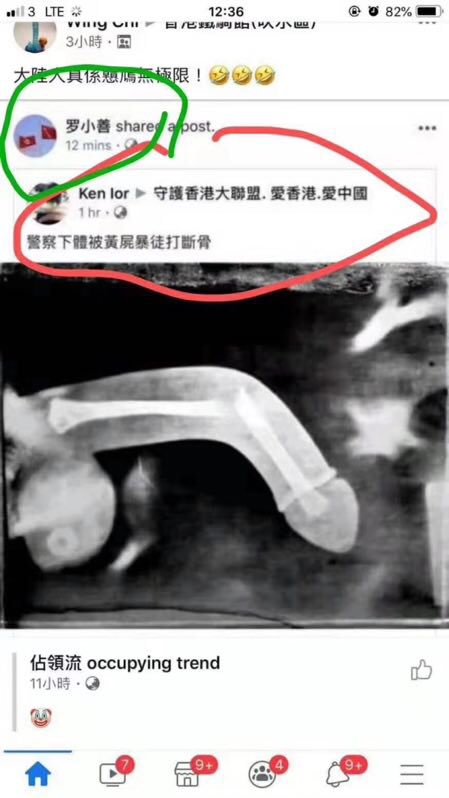 3 LTE 12:36 82%
Wing Chi ▶ 香港鐵騎館(吹水區)
3小時 ·
大陸人真係戇鳩無極限！🤣🤣🤣
罗小善 shared a post.
12 mins ·
Ken lor ▶ 守護香港大聯盟. 愛香港.愛中國
1 hr ·
警察下體被黃屍暴徒打斷骨
佔領流 occupying trend
11小時 ·
🤡
7 9+ 4 9+